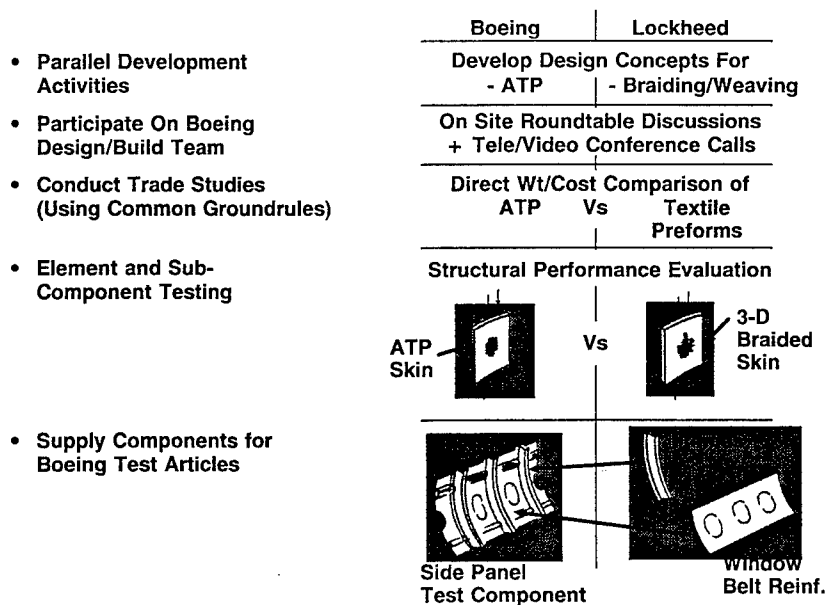 Boeing Lockheed
• Parallel Development
Activities
Develop Design Concepts For
- ATP - Braiding/Weaving
• Participate On Boeing
Design/Build Team
On Site Roundtable Discussions
+ Tele/Video Conference Calls
• Conduct Trade Studies
(Using Common Groundrules)
Direct Wt/Cost Comparison of
ATP Vs Textile
Preforms
• Element and Sub-
Component Testing
Structural Performance Evaluation
ATP
Skin
Vs
3-D
Braided
Skin
• Supply Components for
Boeing Test Articles
Side Panel
Test Component
Window
Belt Reinf.